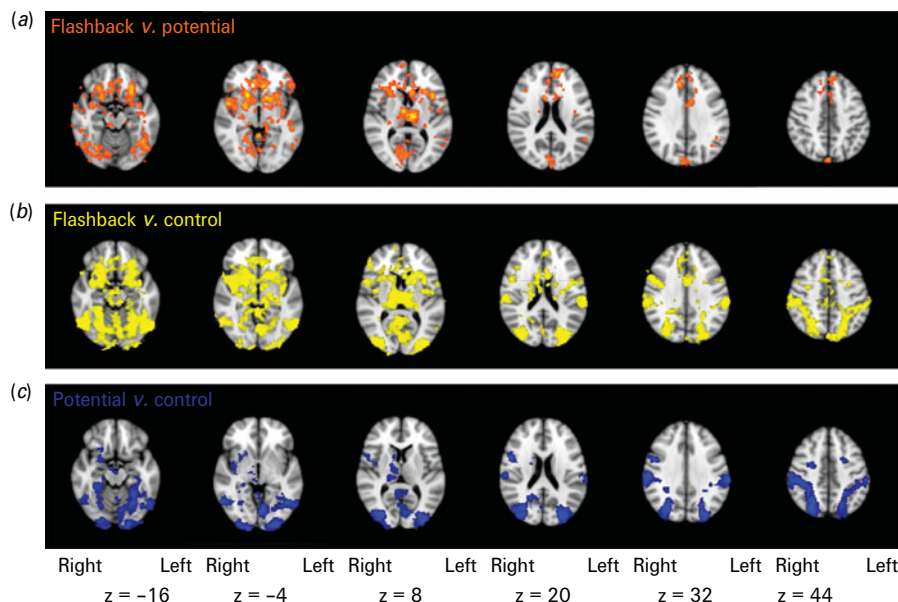 (a)
Flashback v. potential
(b)
Flashback v. control
(c)
Potential v. control
Right Left Right Left Right Left Right Left Right Left Right Left
z = –16 z = –4 z = 8 z = 20 z = 32 z = 44